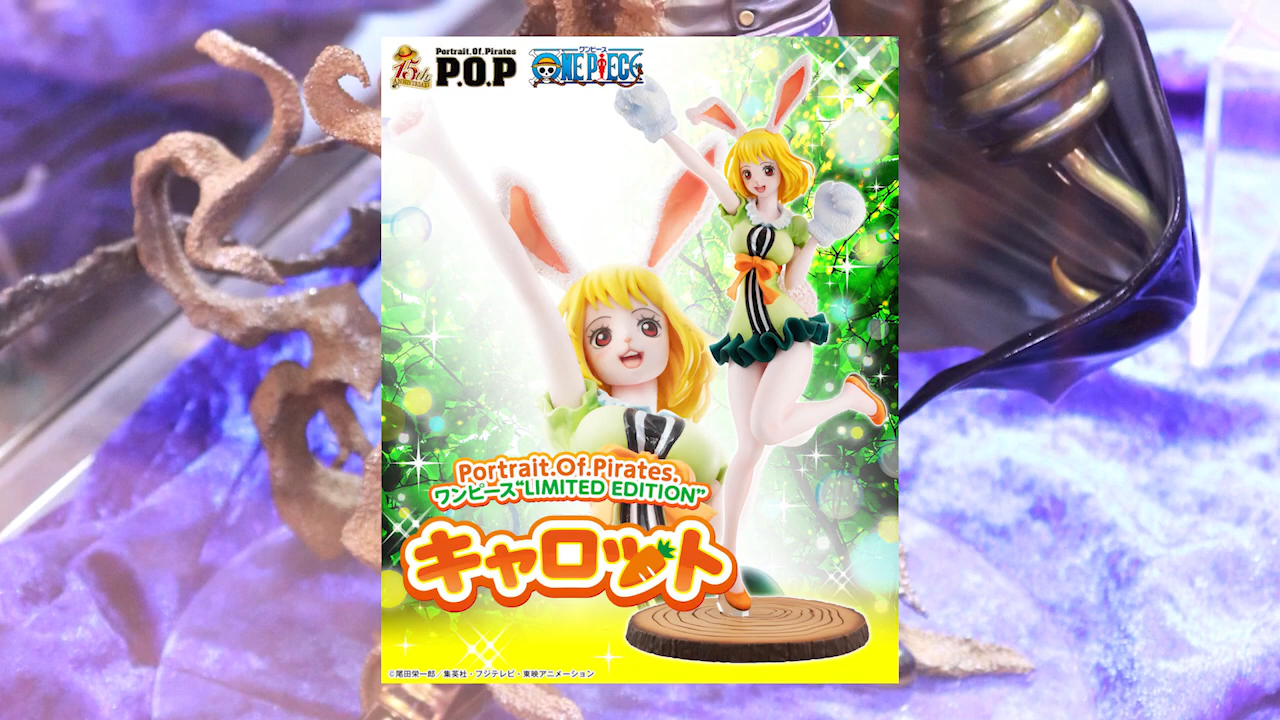 15th
ANNIVERSARY
Portrait.Of.Pirates
P.O.P
ワンピース
ONE PIECE
Portrait.Of.Pirates.
ワンピース“LIMITED EDITION”
キャロット
©尾田栄一郎／集英社・フジテレビ・東映アニメーション